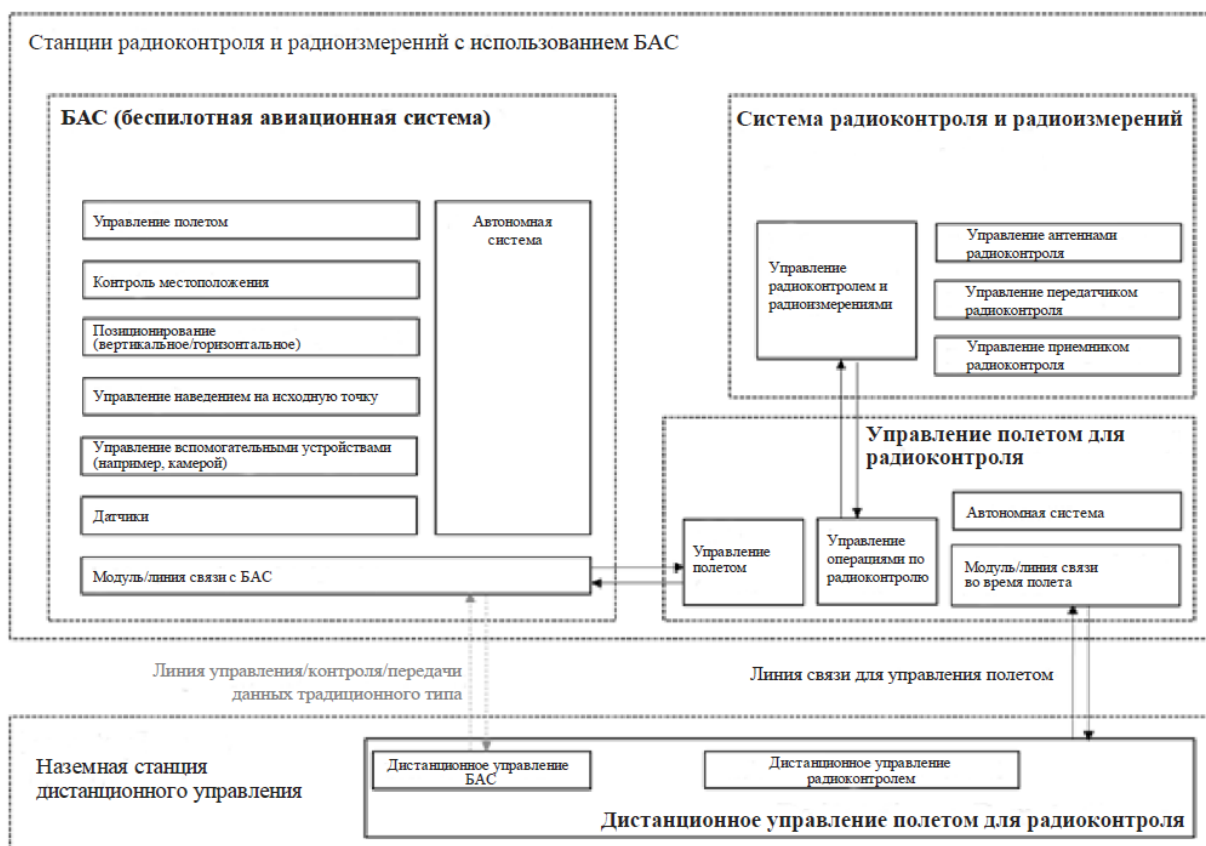 Станции радиоконтроля и радиоизмерений с использованием БАС
БАС (беспилотная авиационная система)
Управление полетом
Контроль местоположения
Позиционирование
(вертикальное/горизонтальное)
Управление наведением на исходную точку
Управление вспомогательными устройствами
(например, камерой)
Датчики
Модуль/линия связи с БАС
Автономная
система
Система радиоконтроля и радиоизмерений
Управление
радиоконтролем и
радиоизмерениями
Управление антеннами
радиоконтроля
Управление передатчиком
радиоконтроля
Управление приемником
радиоконтроля
Управление полетом для
радиоконтроля
Управление
полетом
Управление
операциями по
радиоконтролю
Автономная система
Модуль/линия связи
во время полета
Линия управления/контроля/передачи
данных традиционного типа
Линия связи для управления полетом
Наземная станция
дистанционного управления
Дистанционное управление
БАС
Дистанционное управление
радиоконтролем
Дистанционное управление полетом для радиоконтроля